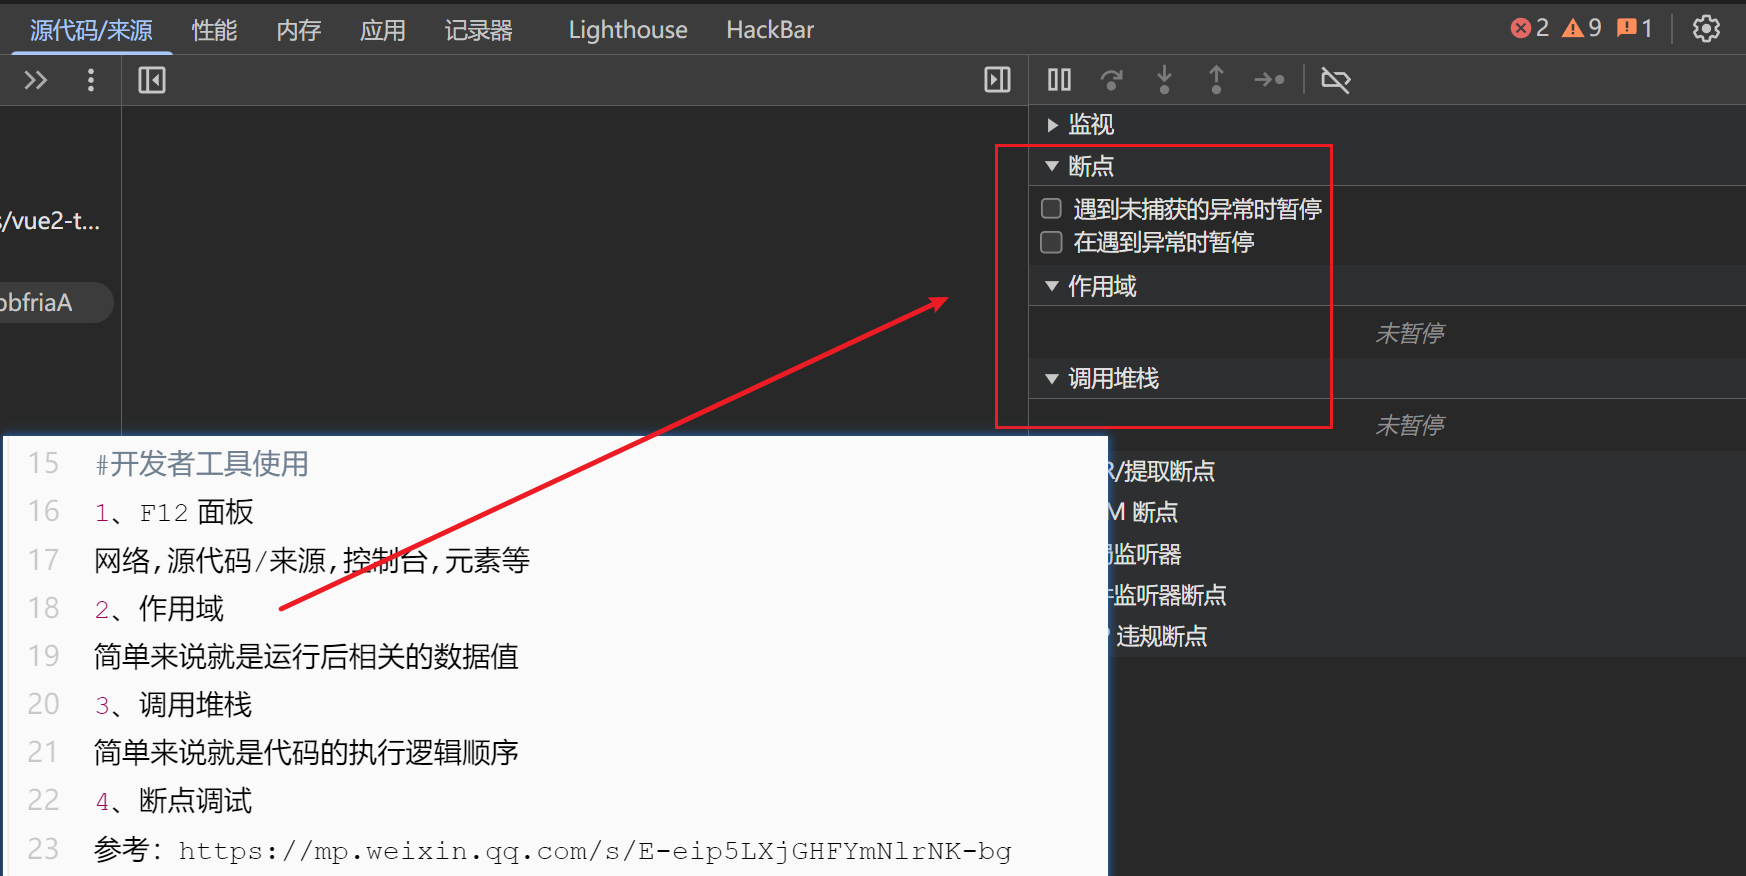 源代码/来源 性能 内存 应用 记录器 Lighthouse HackBar 2 9 1
监视
断点
遇到未捕获的异常时暂停
在遇到异常时暂停
作用域
未暂停
调用堆栈
未暂停
R/提取断点
M 断点
监听器
监听器断点
违规断点
s/vue2-t...
bbfriaA
15 #开发者工具使用
16 1、F12 面板
17 网络,源代码/来源,控制台,元素等
18 2、作用域
19 简单来说就是运行后相关的数据值
20 3、调用堆栈
21 简单来说就是代码的执行逻辑顺序
22 4、断点调试
23 参考：https://mp.weixin.qq.com/s/E-eip5LXjGHFYmNlrNK-bg